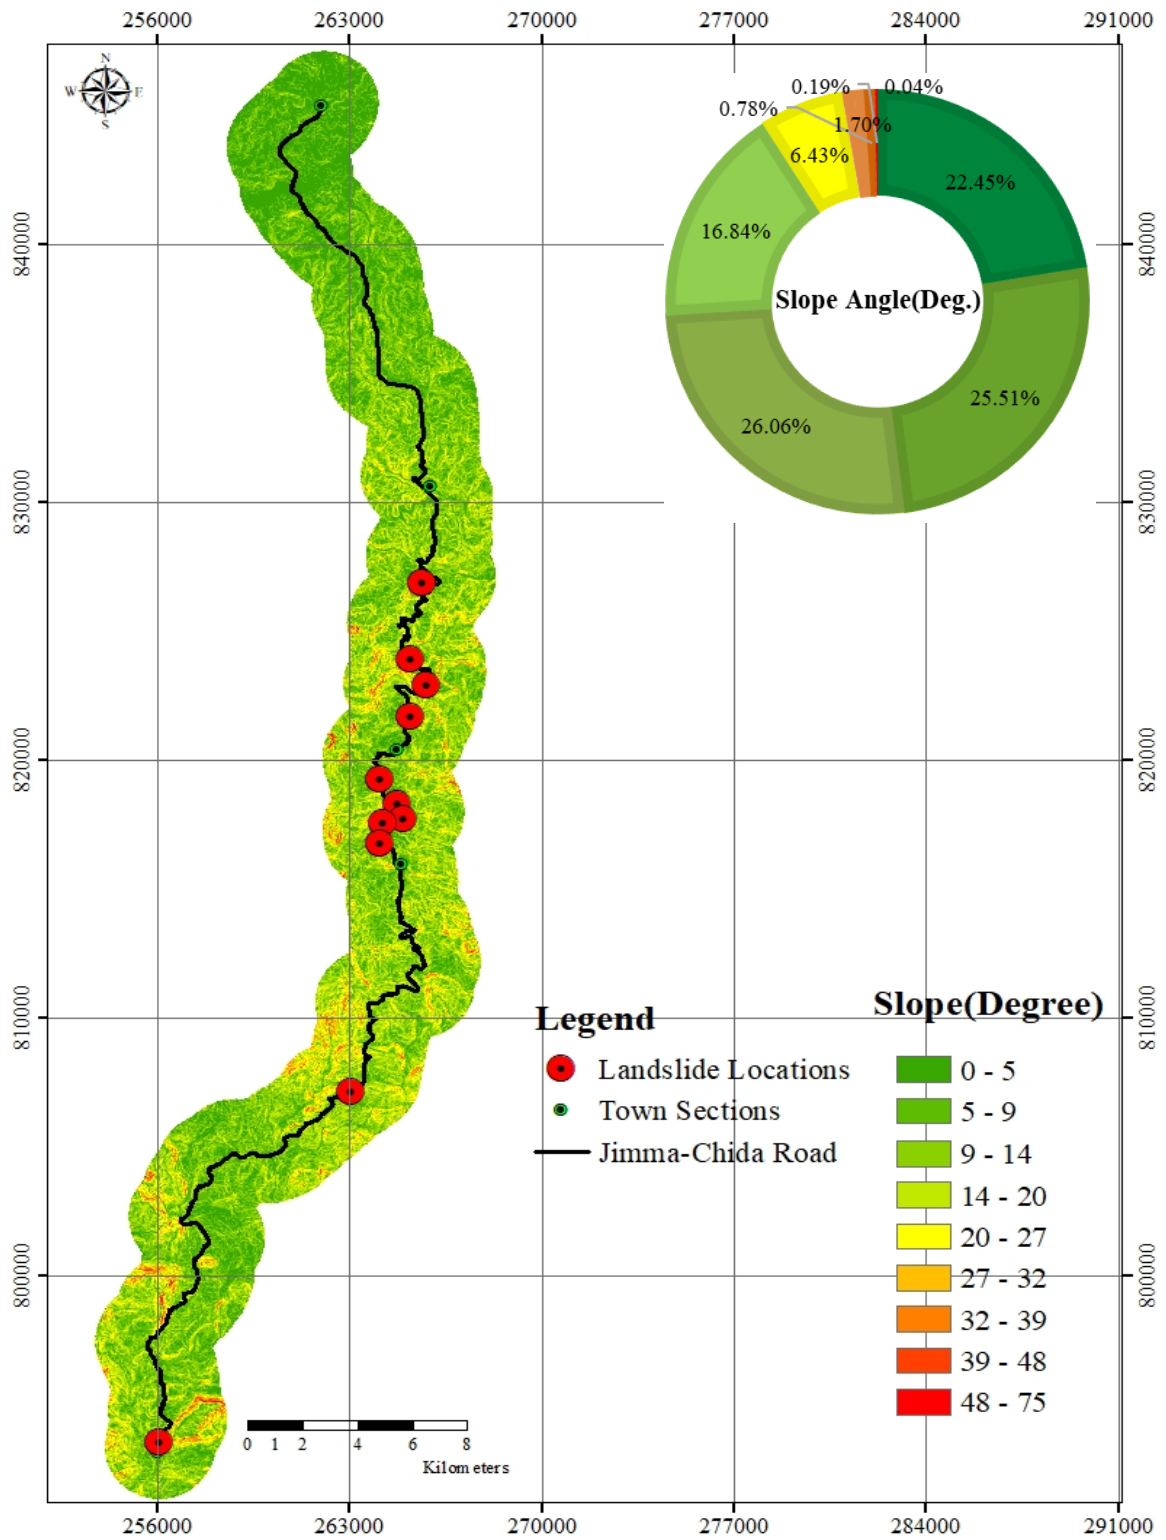 256000 263000 270000 277000 284000 291000
N
W E
S
840000
830000
820000
810000
800000
0.19% 0.04%
0.78%
1.70%
6.43%
22.45%
16.84%
Slope Angle(Deg.)
25.51%
26.06%
840000
830000
820000
810000
800000
Legend
Landslide Locations
Town Sections
Jimma-Chida Road
Slope(Degree)
0 - 5
5 - 9
9 - 14
14 - 20
20 - 27
27 - 32
32 - 39
39 - 48
48 - 75
0 1 2 4 6 8
Kilometers
256000 263000 270000 277000 284000 291000